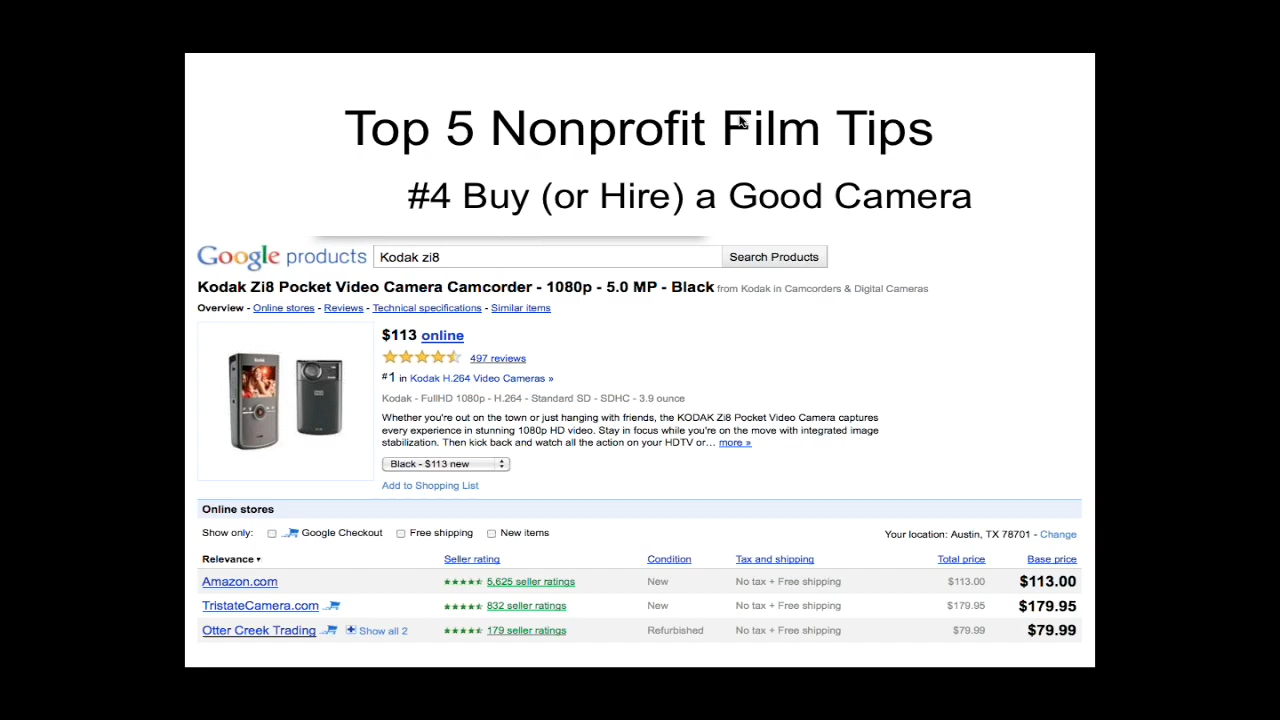 Top 5 Nonprofit Film Tips
#4 Buy (or Hire) a Good Camera
Google products Kodak zi8 Search Products
Kodak Zi8 Pocket Video Camera Camcorder - 1080p - 5.0 MP - Black from Kodak in Camcorders & Digital Cameras
Overview - Online stores - Reviews - Technical specifications - Similar items
$113 online
497 reviews
#1 in Kodak H.264 Video Cameras »
Kodak - FullHD 1080p - H.264 - Standard SD - SDHC - 3.9 ounce
Whether you're out on the town or just hanging with friends, the KODAK Zi8 Pocket Video Camera captures
every experience in stunning 1080p HD video. Stay in focus while you're on the move with integrated image
stabilization. Then kick back and watch all the action on your HDTV or... more »
Black - $113 new
Add to Shopping List
Online stores
Show only: Google Checkout Free shipping New items Your location: Austin, TX 78701 - Change
Relevance Seller rating Condition Tax and shipping Total price Base price
Amazon.com 5,625 seller ratings New No tax + Free shipping $113.00 $113.00
TristateCamera.com 832 seller ratings New No tax + Free shipping $179.95 $179.95
Otter Creek Trading Show all 2 179 seller ratings Refurbished No tax + Free shipping $79.99 $79.99